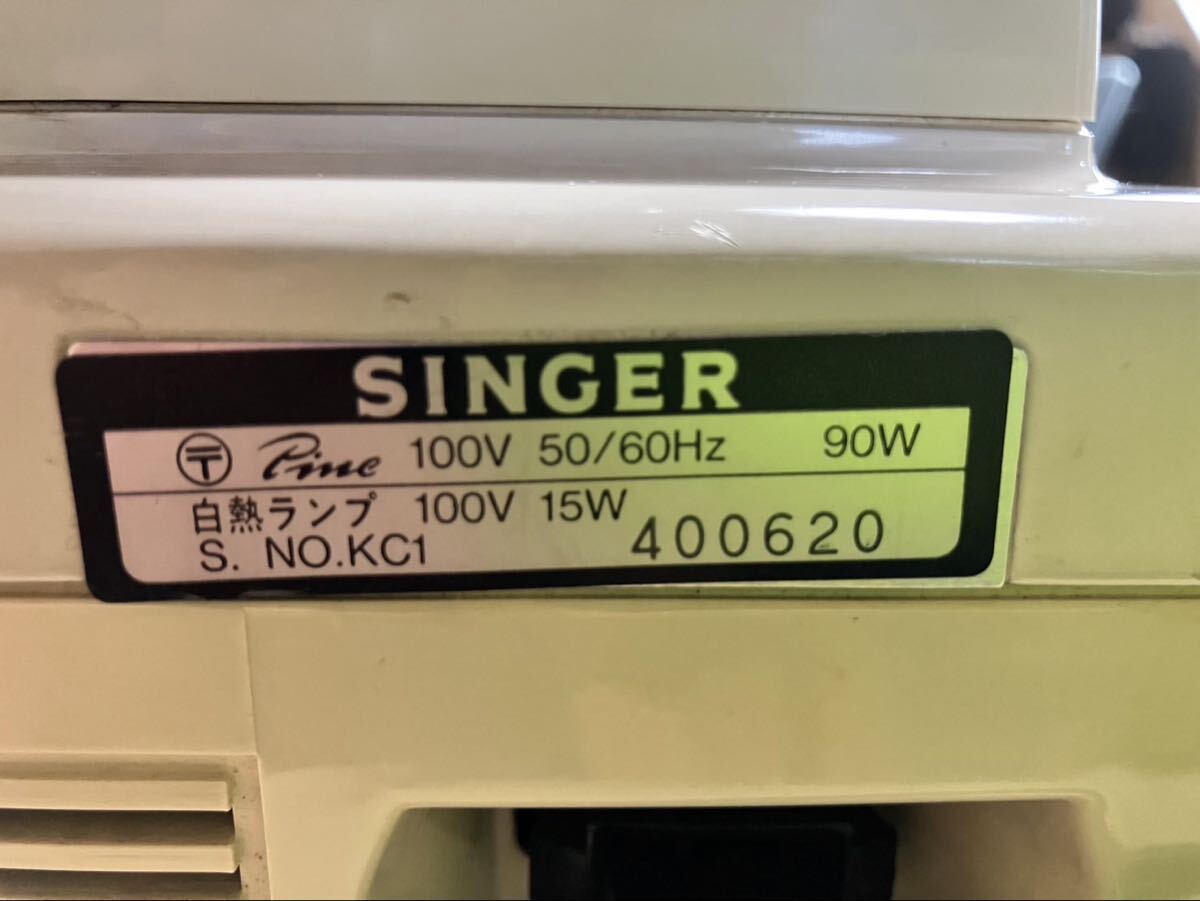 SINGER
〒 Pine 100V 50/60Hz 90W
白熱ランプ 100V 15W
S. NO.KC1 400620